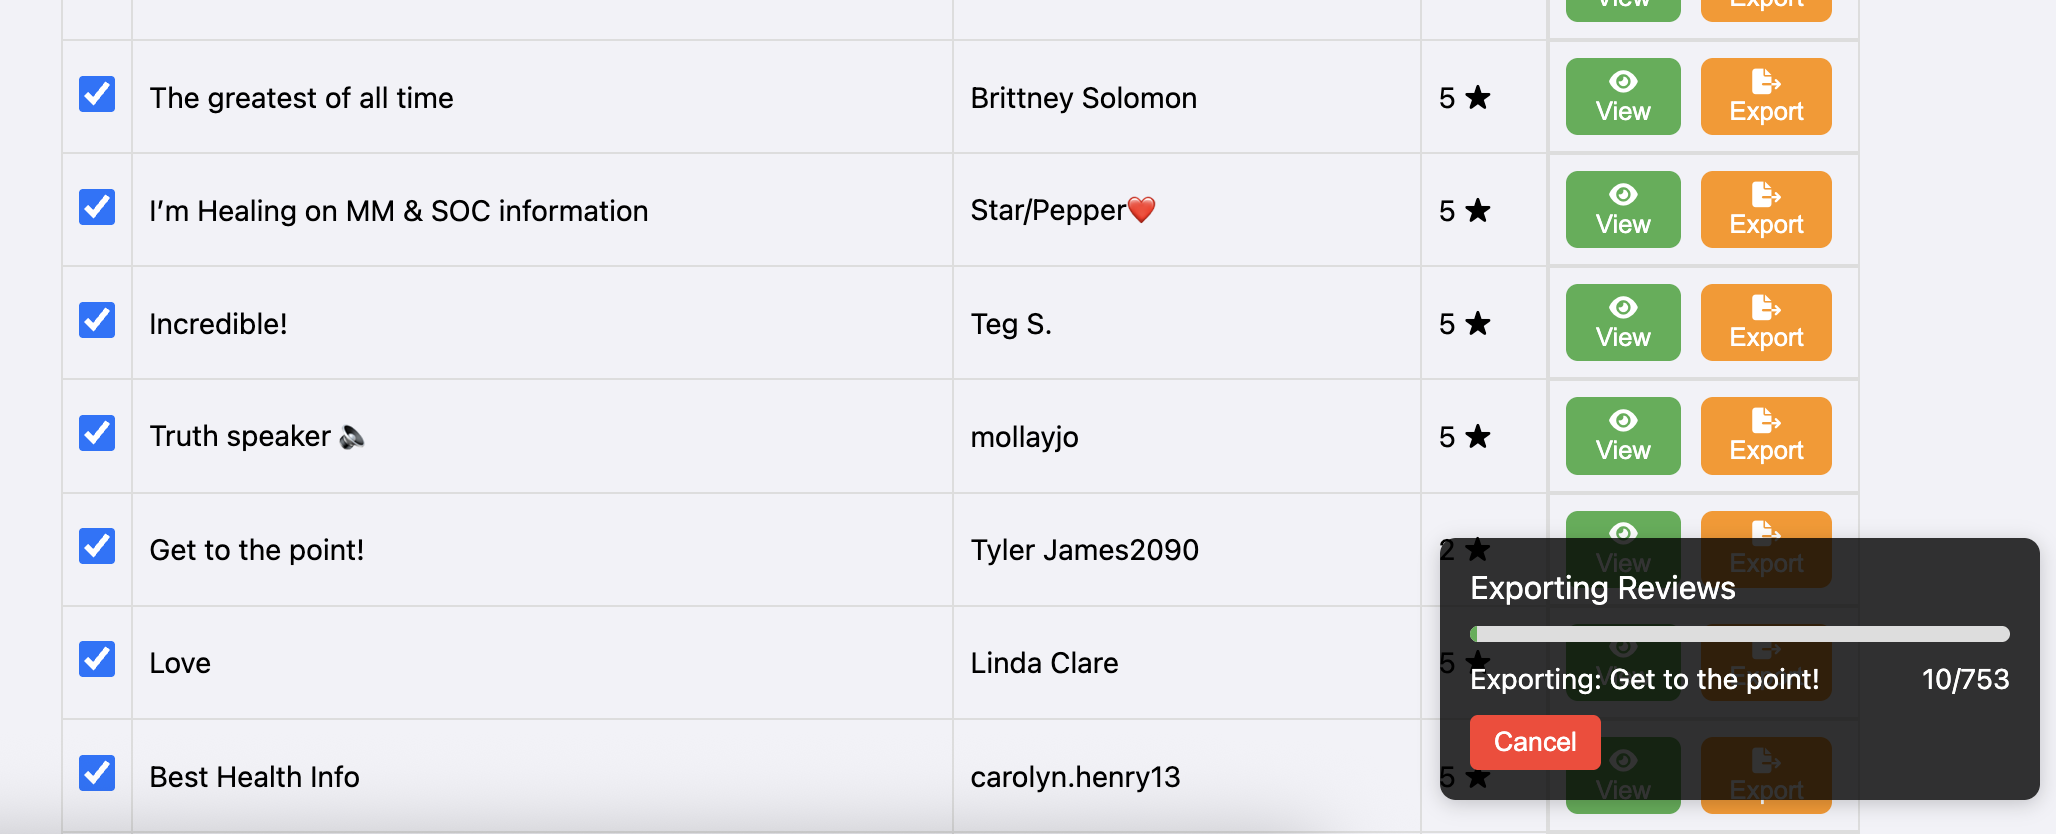 View Export
The greatest of all time Brittney Solomon 5 ★ View Export
I’m Healing on MM & SOC information Star/Pepper❤️ 5 ★ View Export
Incredible! Teg S. 5 ★ View Export
Truth speaker 🔈 mollayjo 5 ★ View Export
Get to the point! Tyler James2090 2 ★ View Export
Exporting Reviews
Love Linda Clare 5 ★
Exporting: Get to the point! 10/753
Cancel
Best Health Info carolyn.henry13 5 ★ View Export